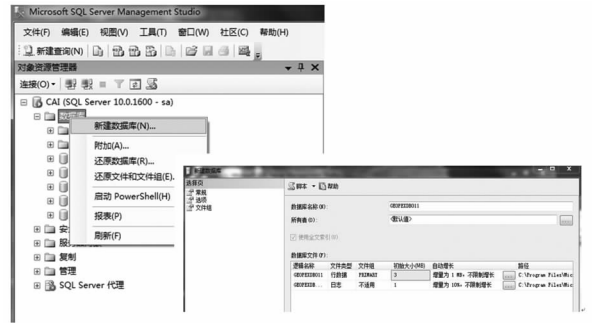 Microsoft SQL Server Management Studio
文件(F) 编辑(E) 视图(V) 工具(T) 窗口(W) 社区(C) 帮助(H)
新建查询(N)
对象资源管理器
连接(O)
CAI (SQL Server 10.0.1600 - sa)
数据库
新建数据库(N)...
附加(A)...
还原数据库(R)...
还原文件和文件组(E)...
启动 PowerShell(H)
报表(P)
刷新(F)
复制
管理
SQL Server 代理
新建数据库
选择页
常规
选项
文件组
脚本 帮助
数据库名称(N):
所有者(O): <默认值>
使用全文索引(U)
数据库文件(F):
逻辑名称 文件类型 文件组 初始大小(MB) 自动增长 路径
行数据 PRIMARY 3 增量为 1 MB，不限制增长 ... C:\Program Files\Mic
日志 不适用 1 增量为 10%，不限制增长 ... C:\Program Files\Mic